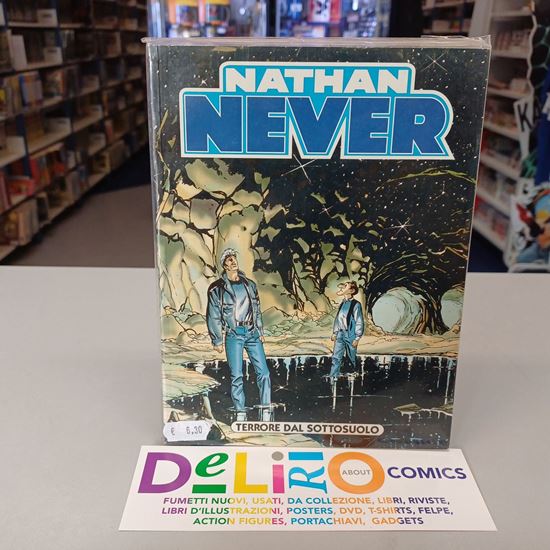 NATHAN
NEVER
TERRORE DAL SOTTOSUOLO
€ 6,30
DeLiRiO ABOUT COMICS
FUMETTI NUOVI, USATI, DA COLLEZIONE, LIBRI, RIVISTE,
LIBRI D'ILLUSTRAZIONI, POSTERS, DVD, T-SHIRTS, FELPE,
ACTION FIGURES, PORTACHIAVI, GADGETS